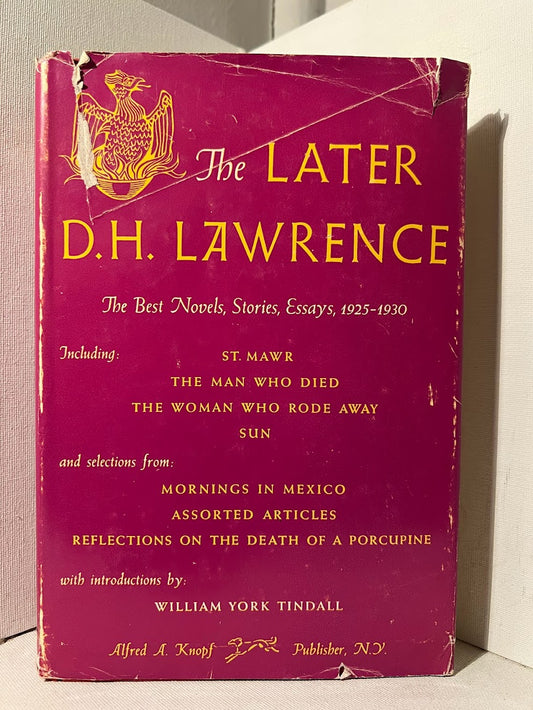 The LATER
D.H. LAWRENCE
The Best Novels, Stories, Essays, 1925-1930
Including:
ST. MAWR
THE MAN WHO DIED
THE WOMAN WHO RODE AWAY
SUN
and selections from:
MORNINGS IN MEXICO
ASSORTED ARTICLES
REFLECTIONS ON THE DEATH OF A PORCUPINE
with introductions by:
WILLIAM YORK TINDALL
Alfred A. Knopf Publisher, N.Y.